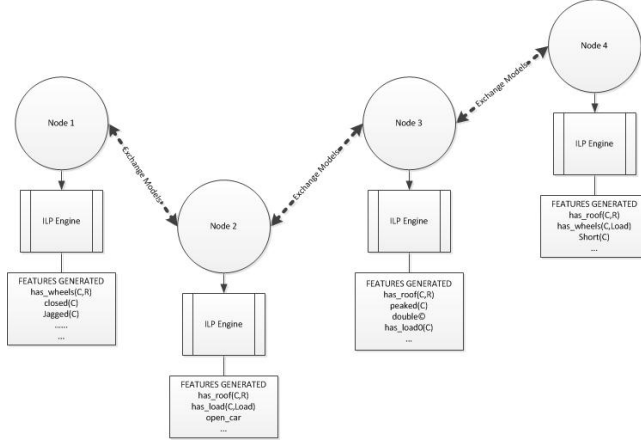 Node 1
Exchange Models
ILP Engine
FEATURES GENERATED
has_wheels(C,R)
closed(C)
Jagged(C)
......
...
Node 2
Exchange Models
ILP Engine
FEATURES GENERATED
has_roof(C,R)
has_load(C,Load)
open_car
Node 3
Exchange Models
ILP Engine
FEATURES GENERATED
has_roof(C,R)
peaked(C)
double©
has_load0(C)
...
Node 4
ILP Engine
FEATURES GENERATED
has_roof(C,R)
has_wheels(C,Load)
Short(C)
...